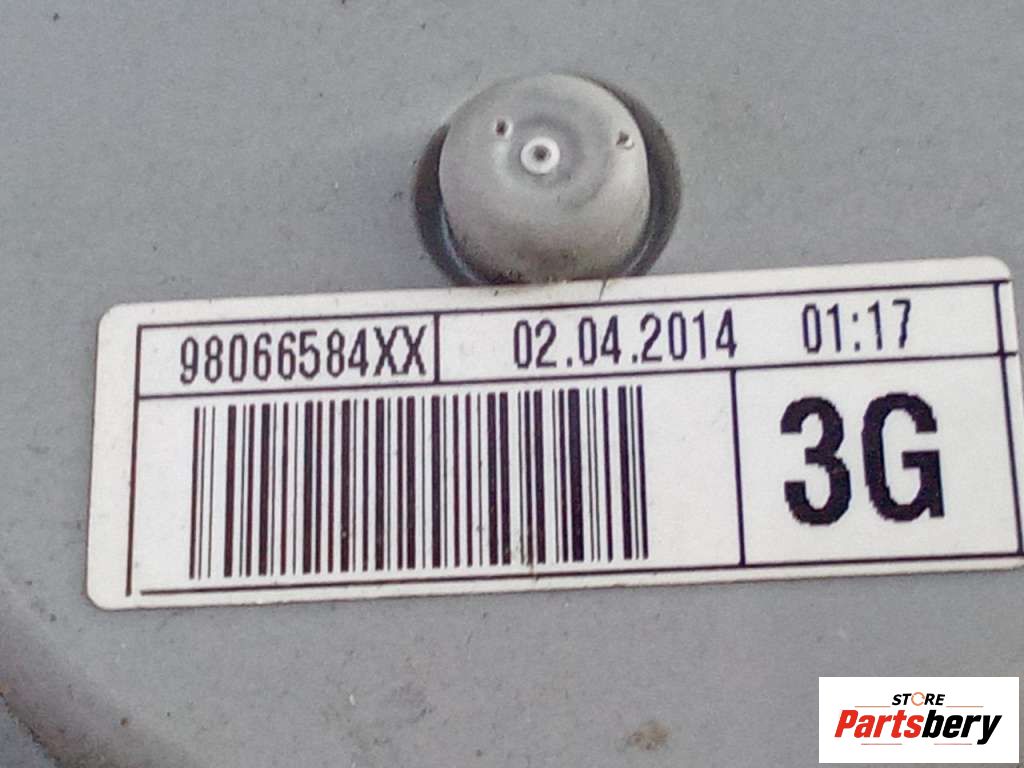 98066584XX 02.04.2014 01:17
3G
STORE
Partsbery